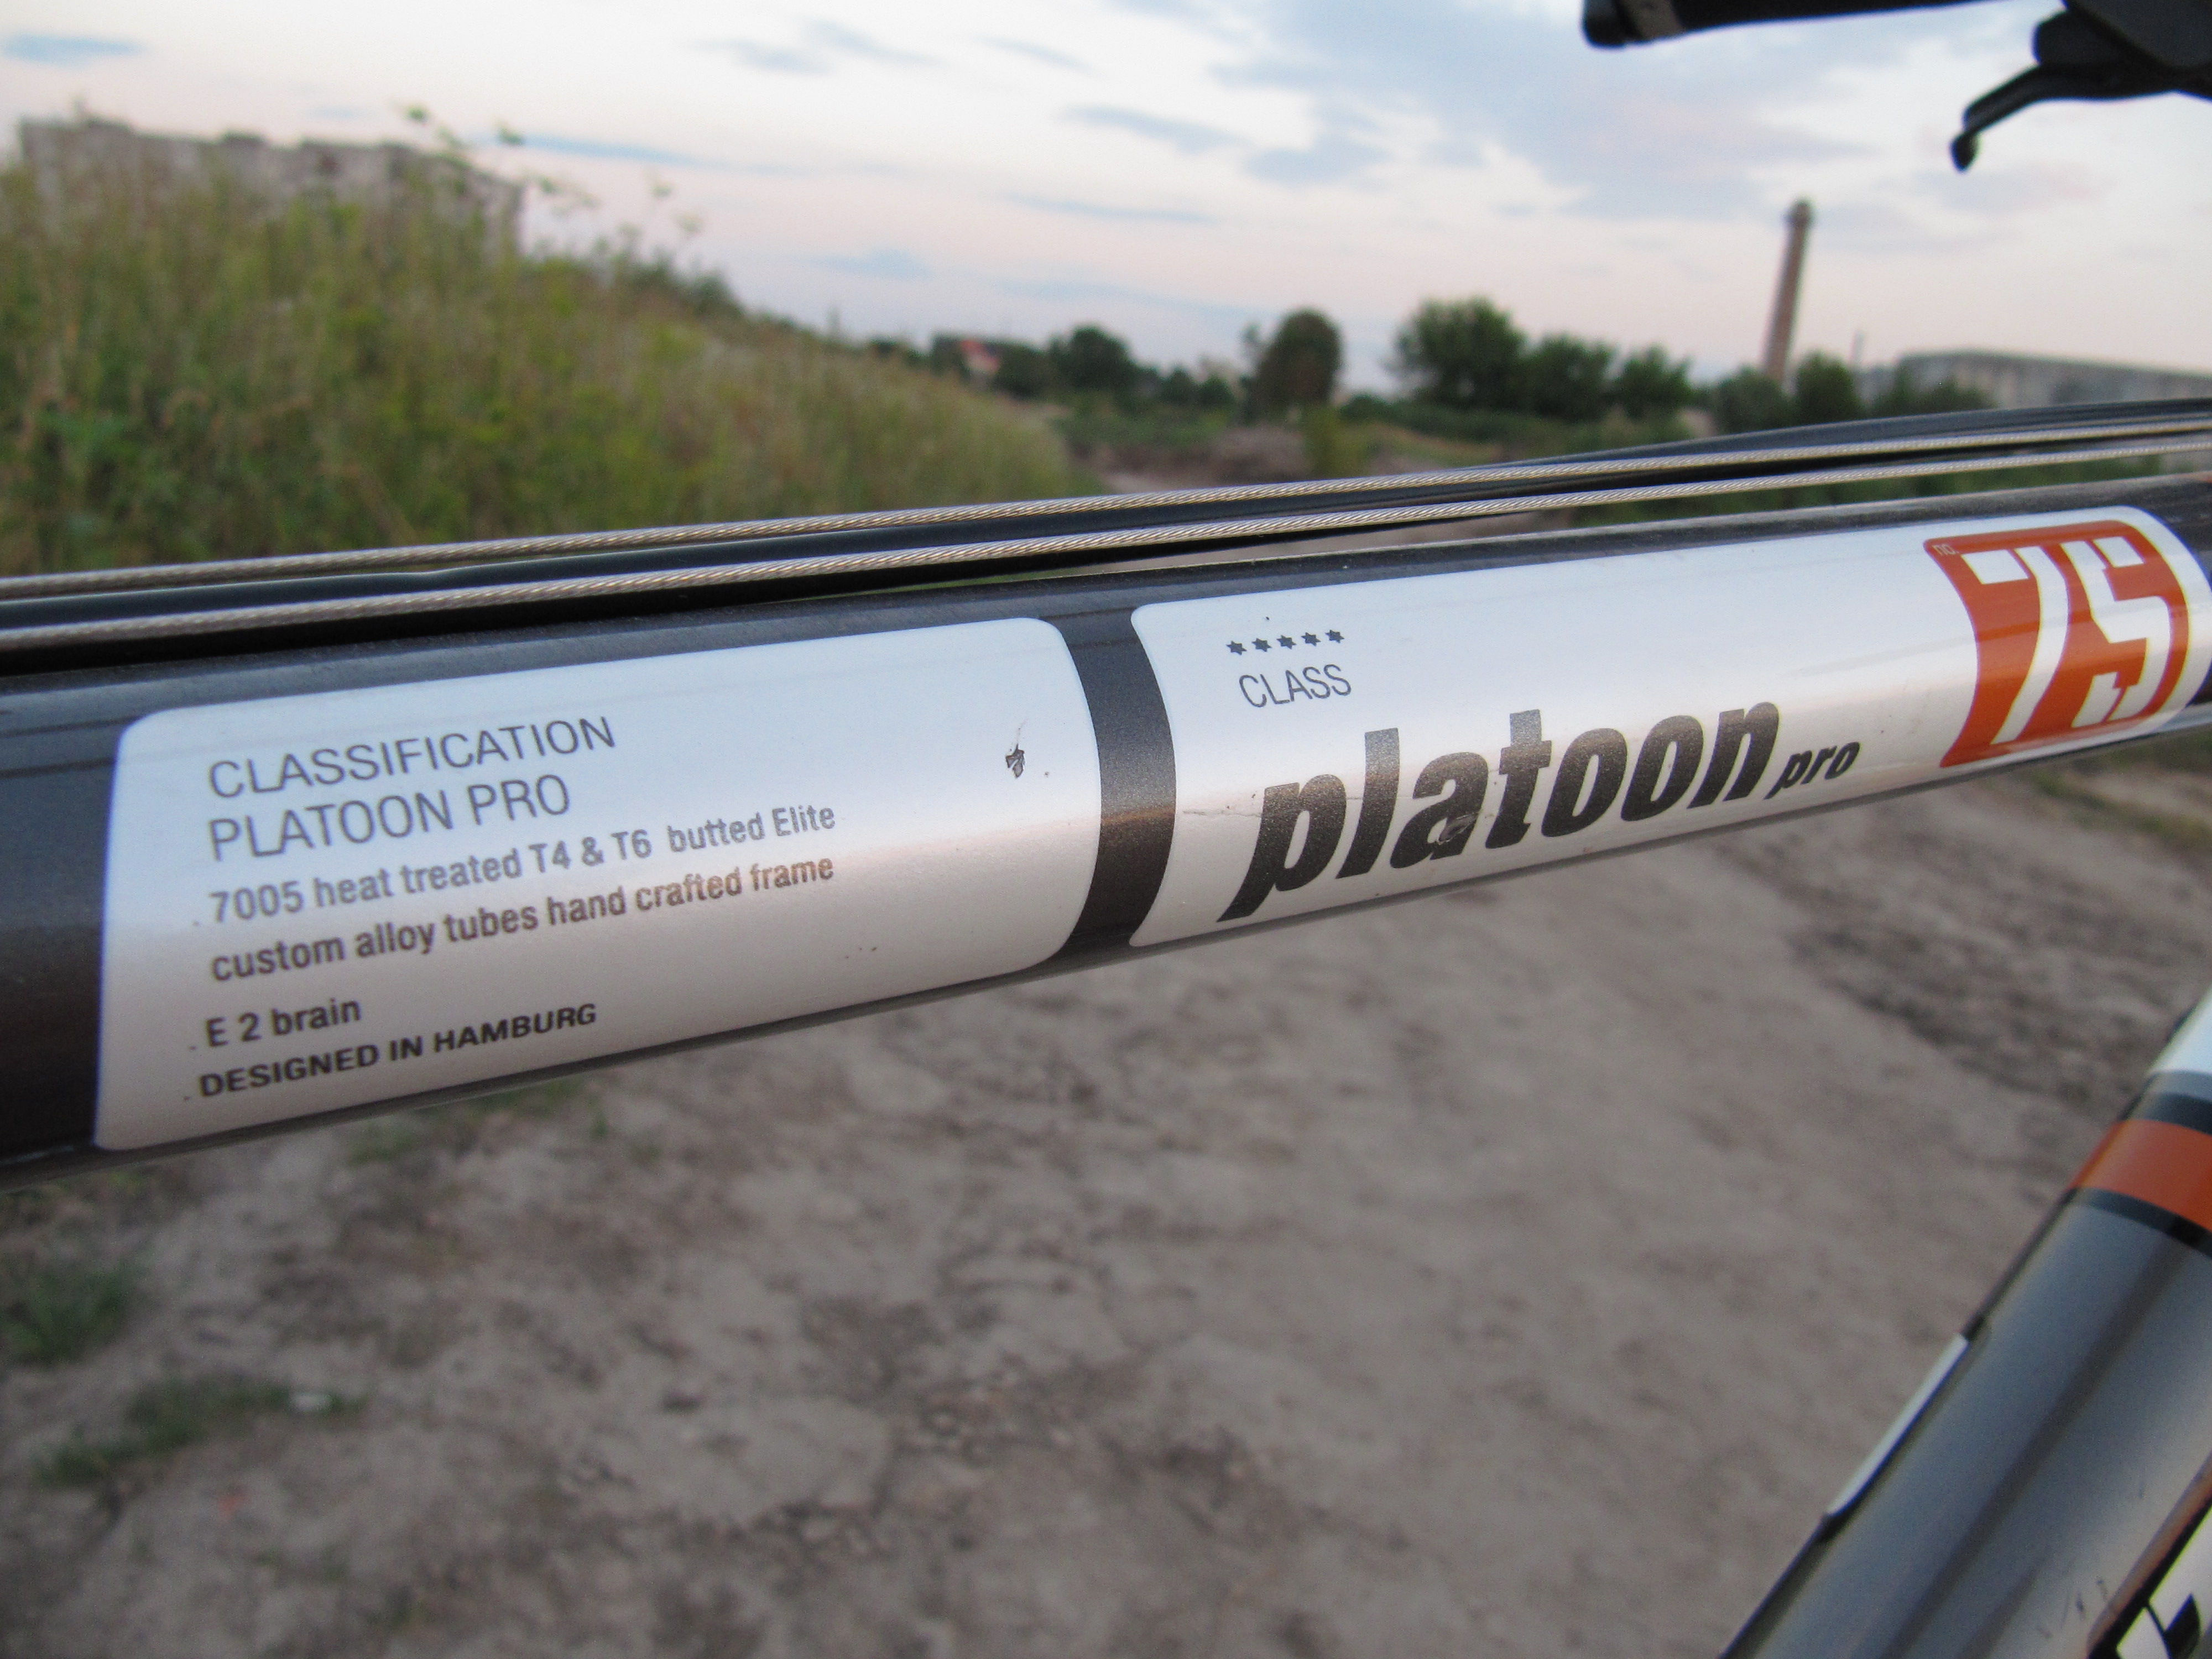 CLASSIFICATION
PLATOON PRO
7005 heat treated T4 & T6 butted Elite
custom alloy tubes hand crafted frame
E 2 brain
DESIGNED IN HAMBURG
★★★★★
CLASS
platoon pro
no. 75